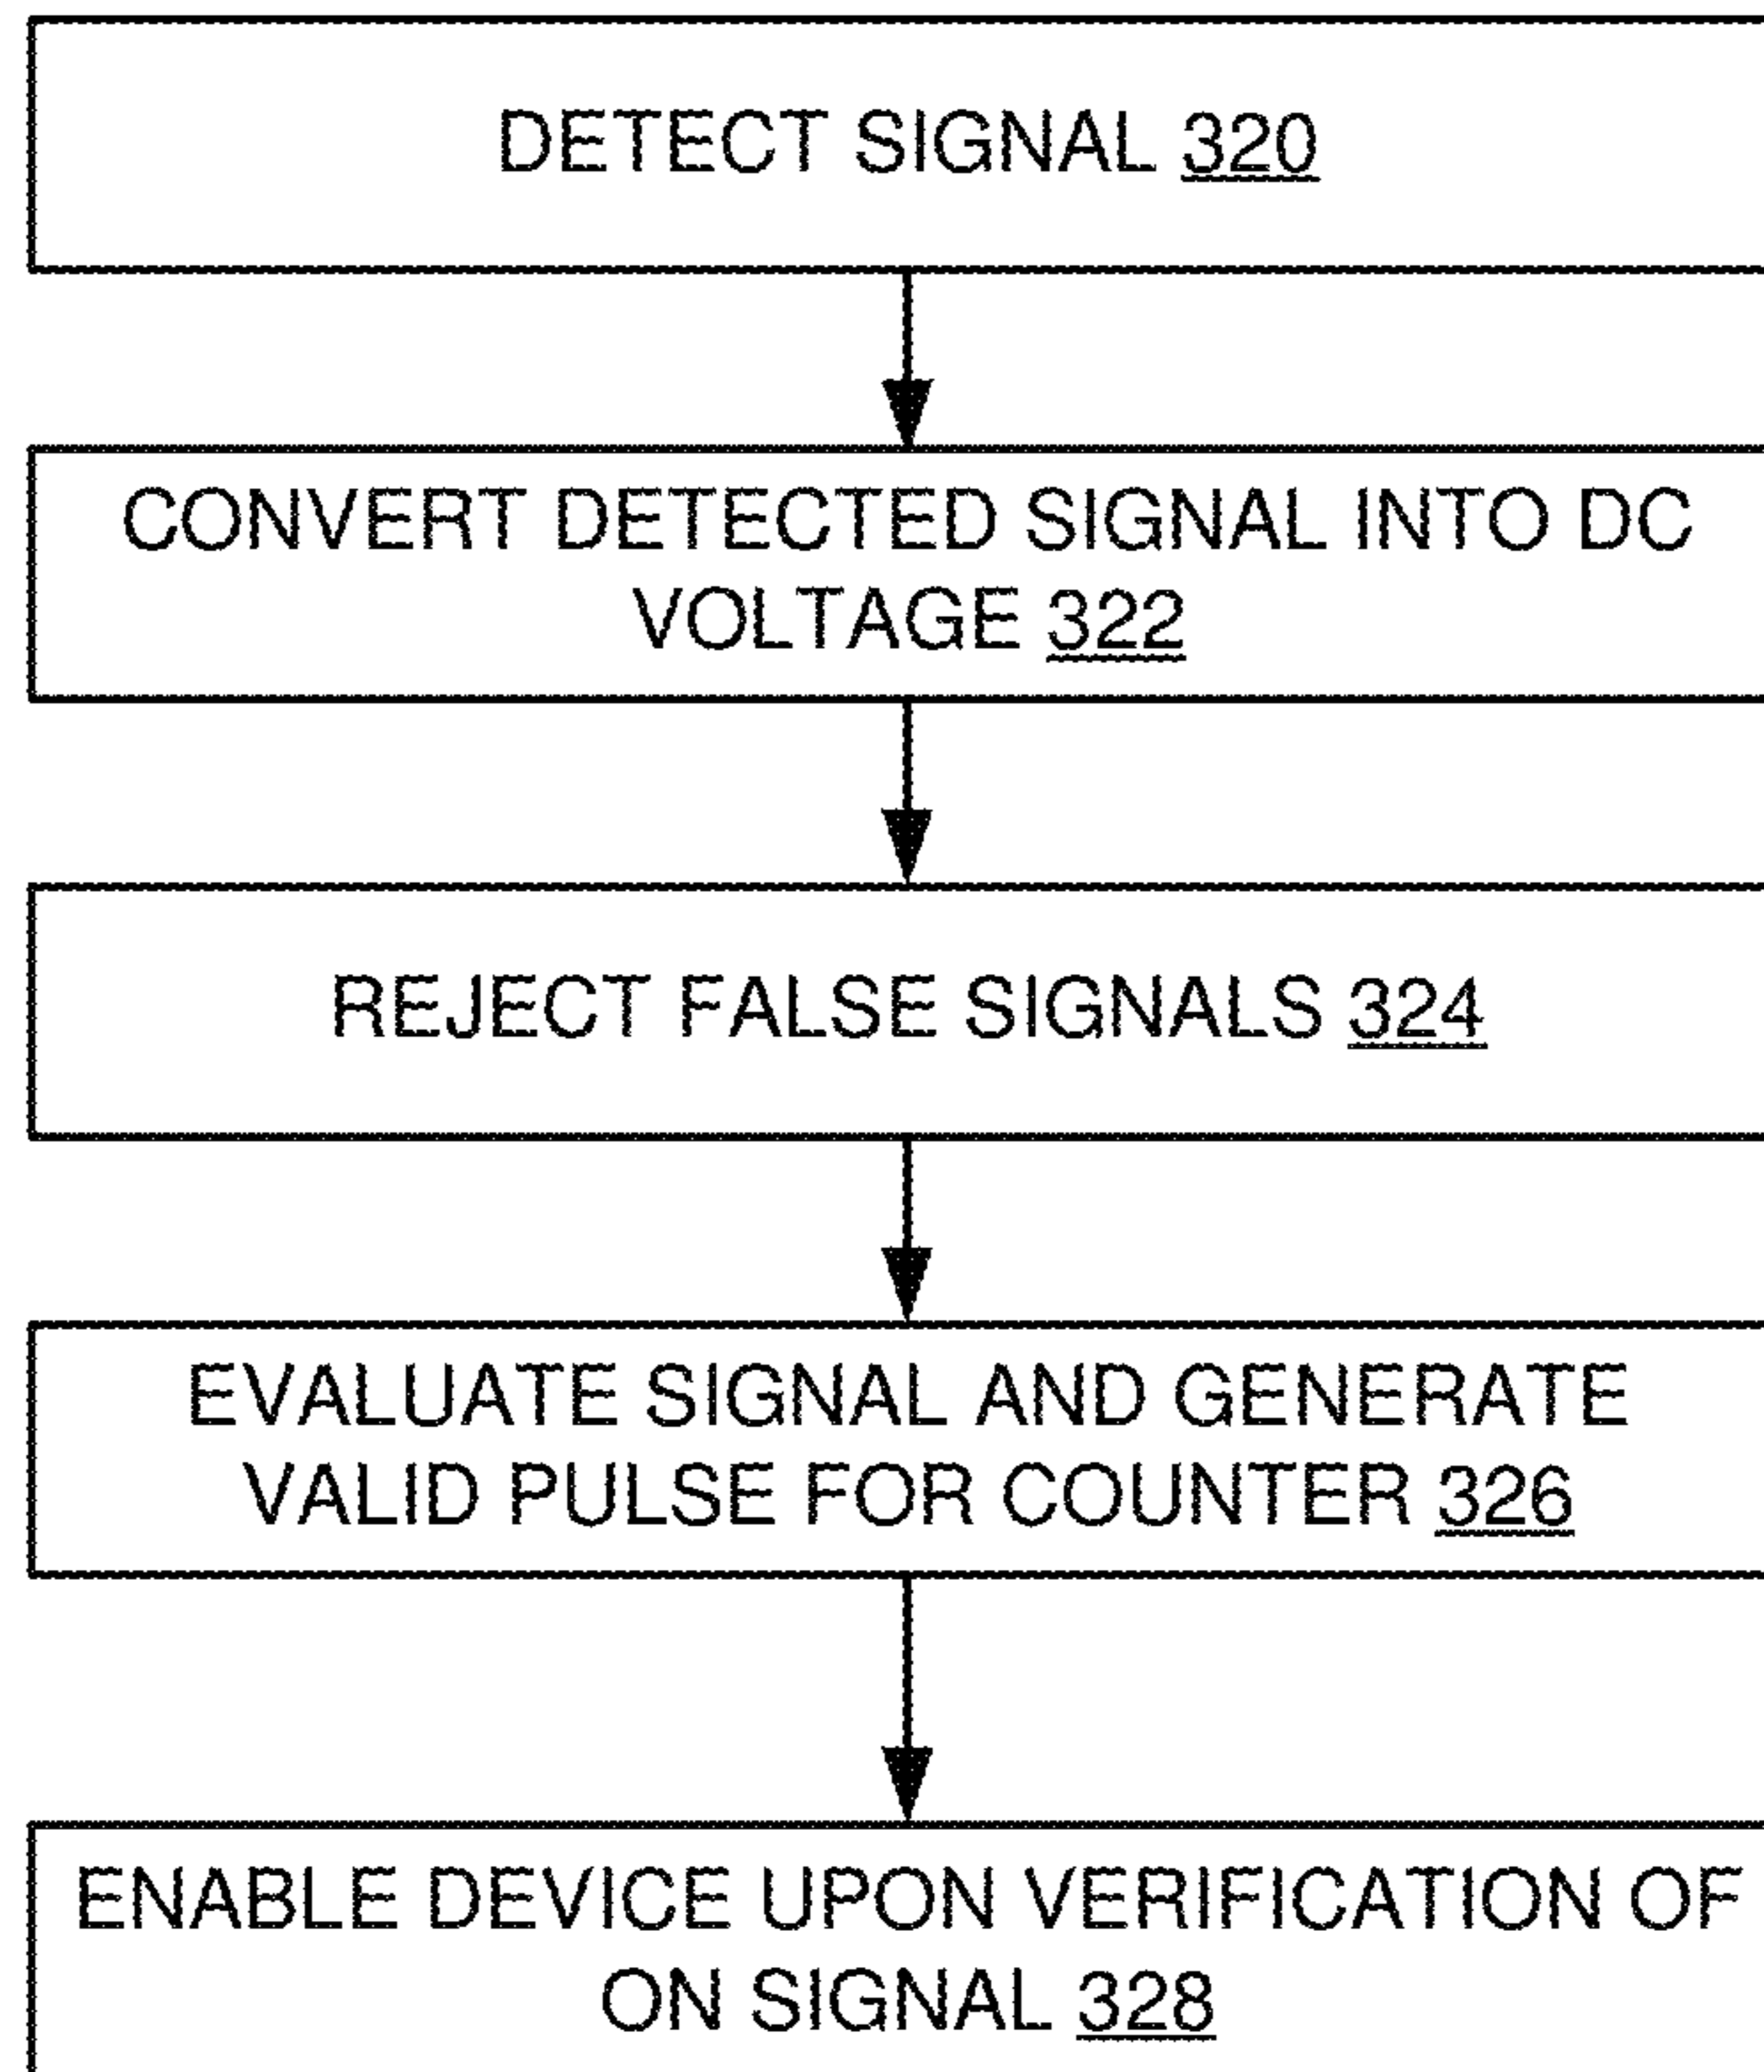 DETECT SIGNAL 320
CONVERT DETECTED SIGNAL INTO DC
VOLTAGE 322
REJECT FALSE SIGNALS 324
EVALUATE SIGNAL AND GENERATE
VALID PULSE FOR COUNTER 326
ENABLE DEVICE UPON VERIFICATION OF
ON SIGNAL 328